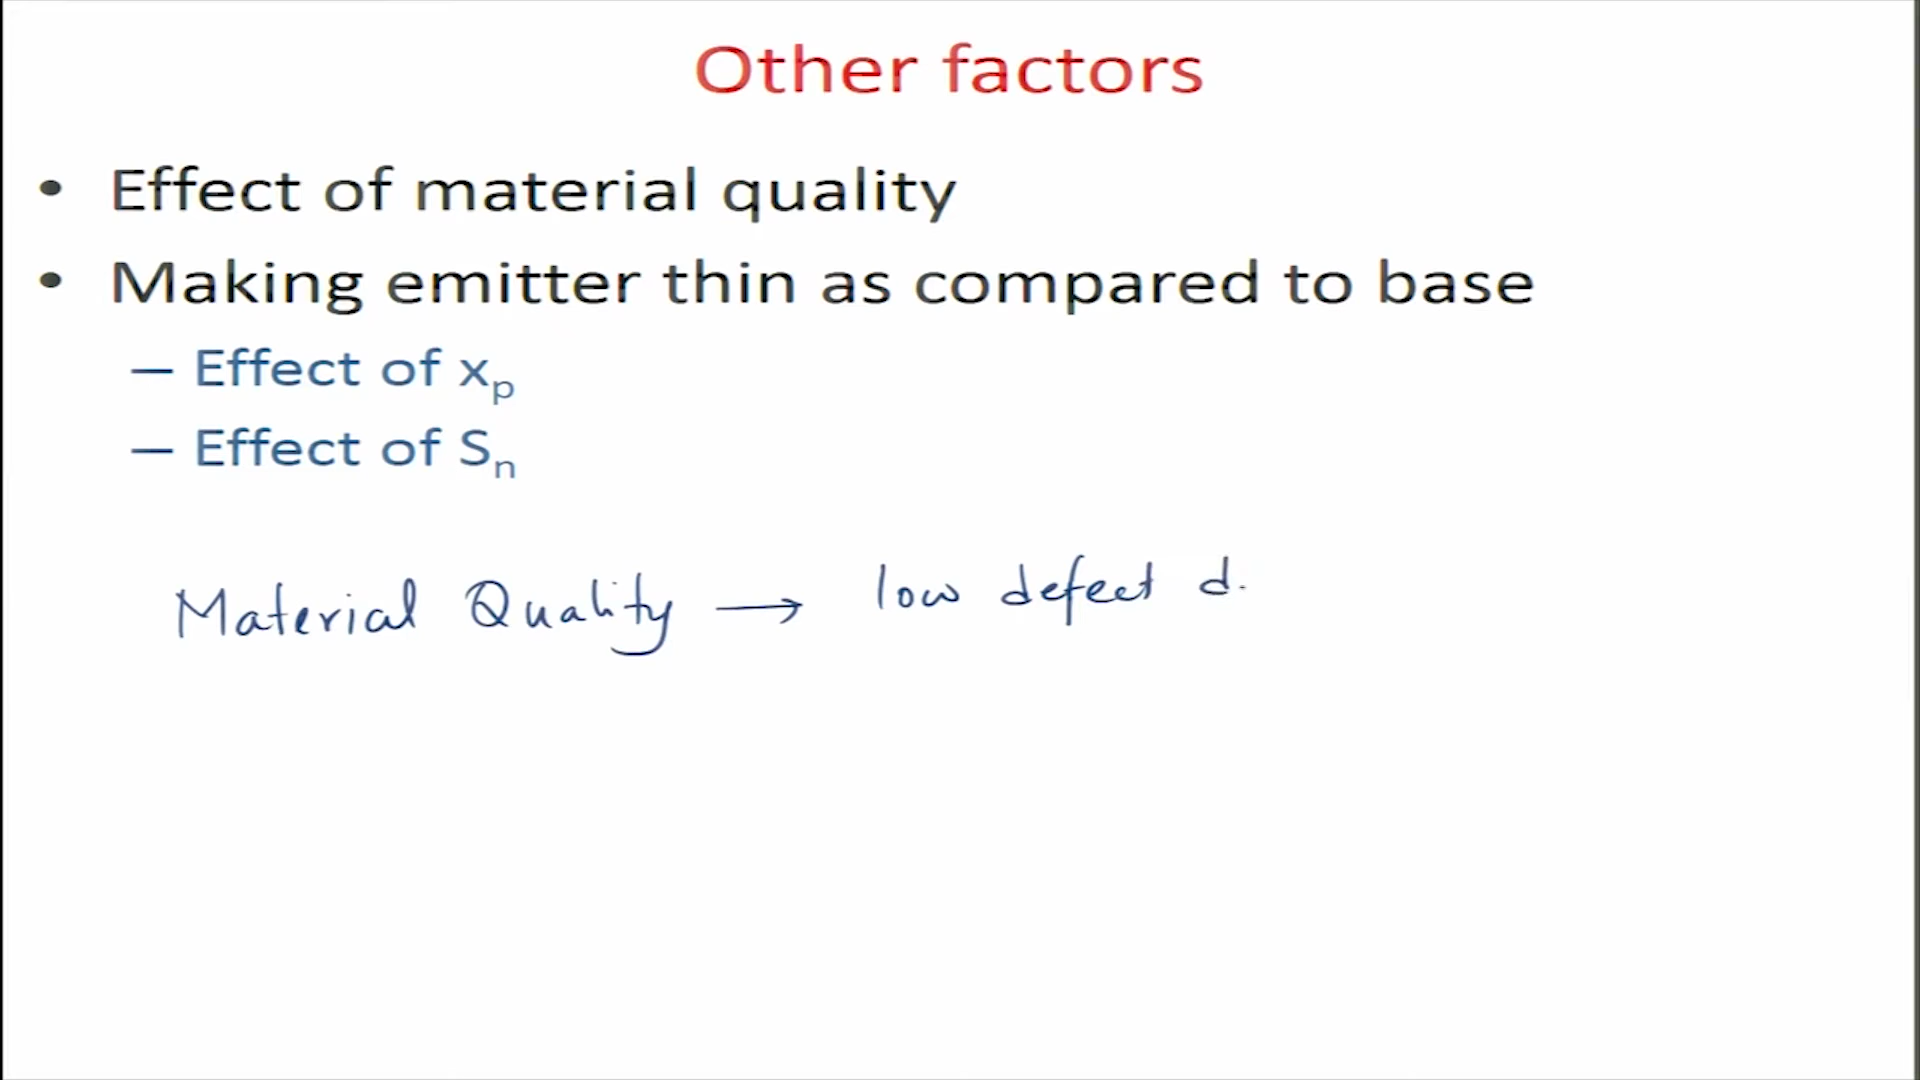 Other factors
• Effect of material quality
• Making emitter thin as compared to base
– Effect of xₚ
– Effect of Sₙ
Material Quality → low defect d.